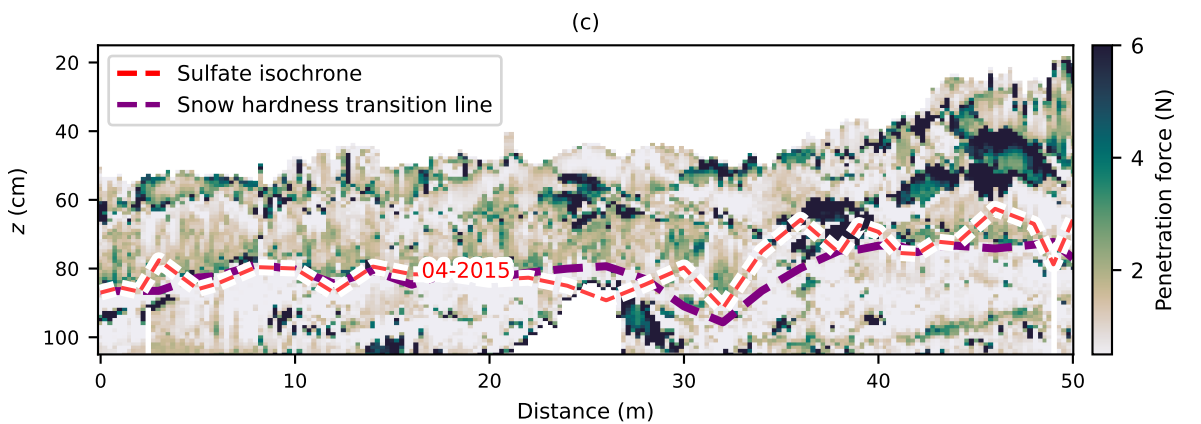 (c)
Sulfate isochrone
Snow hardness transition line
04-2015
20
40
60
80
100
z (cm)
0
10
20
30
40
50
Distance (m)
6
4
2
Penetration force (N)